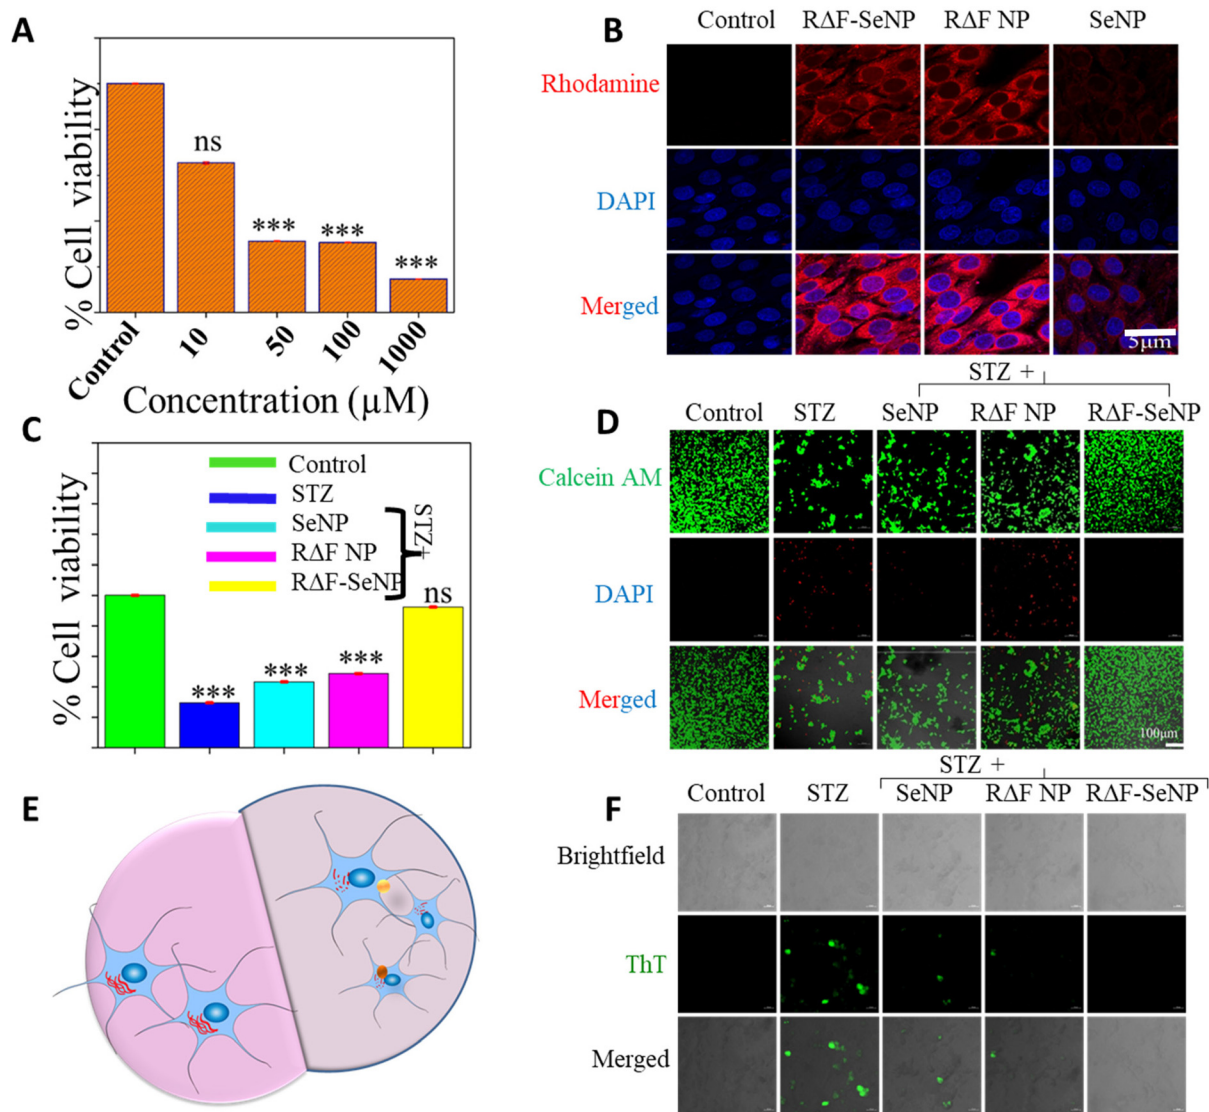 A
% Cell viability
ns
***
***
***
Control
10
50
100
1000
Concentration (µM)
B
Control RΔF-SeNP RΔF NP SeNP
Rhodamine
DAPI
Merged
5µm
C
% Cell viability
Control
STZ
SeNP
RΔF NP
RΔF-SeNP
STZ+
***
***
***
ns
D
STZ +
Control STZ SeNP RΔF NP RΔF-SeNP
Calcein AM
DAPI
Merged
100µm
E
F
STZ +
Control STZ SeNP RΔF NP RΔF-SeNP
Brightfield
ThT
Merged